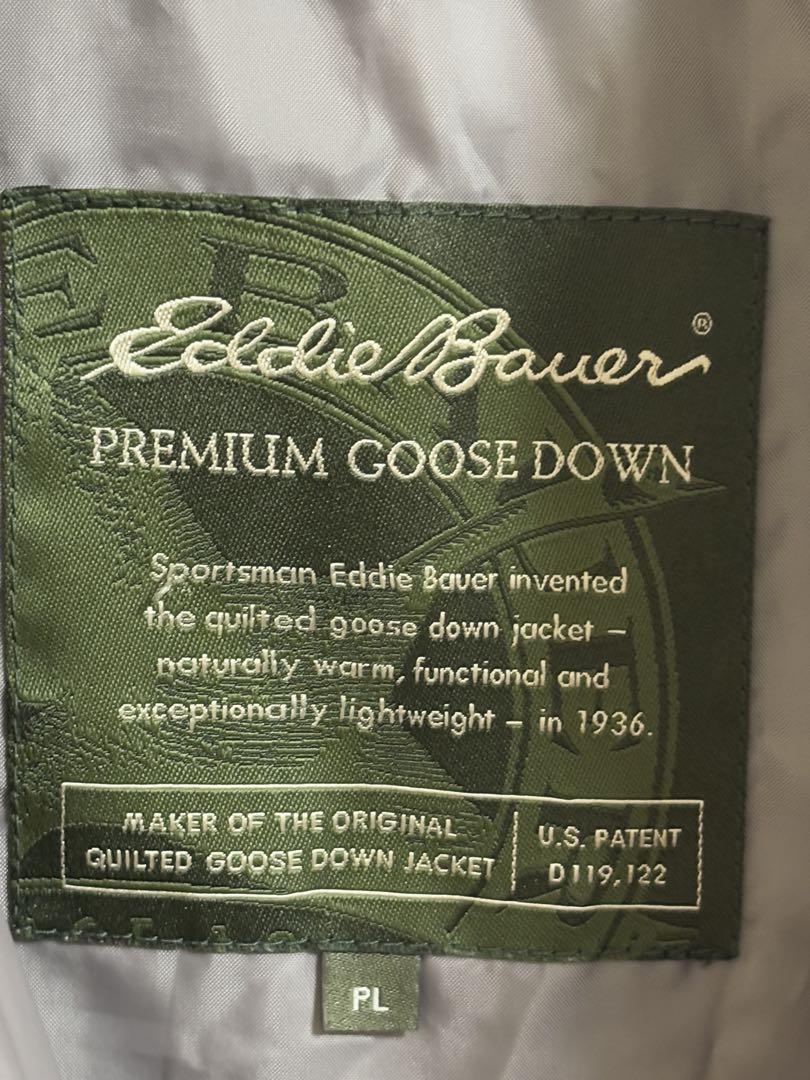 Eddie Bauer®
PREMIUM GOOSE DOWN
Sportsman Eddie Bauer invented
the quilted goose down jacket –
naturally warm, functional and
exceptionally lightweight – in 1936.
MAKER OF THE ORIGINAL
QUILTED GOOSE DOWN JACKET
U.S. PATENT
D119,122
PL